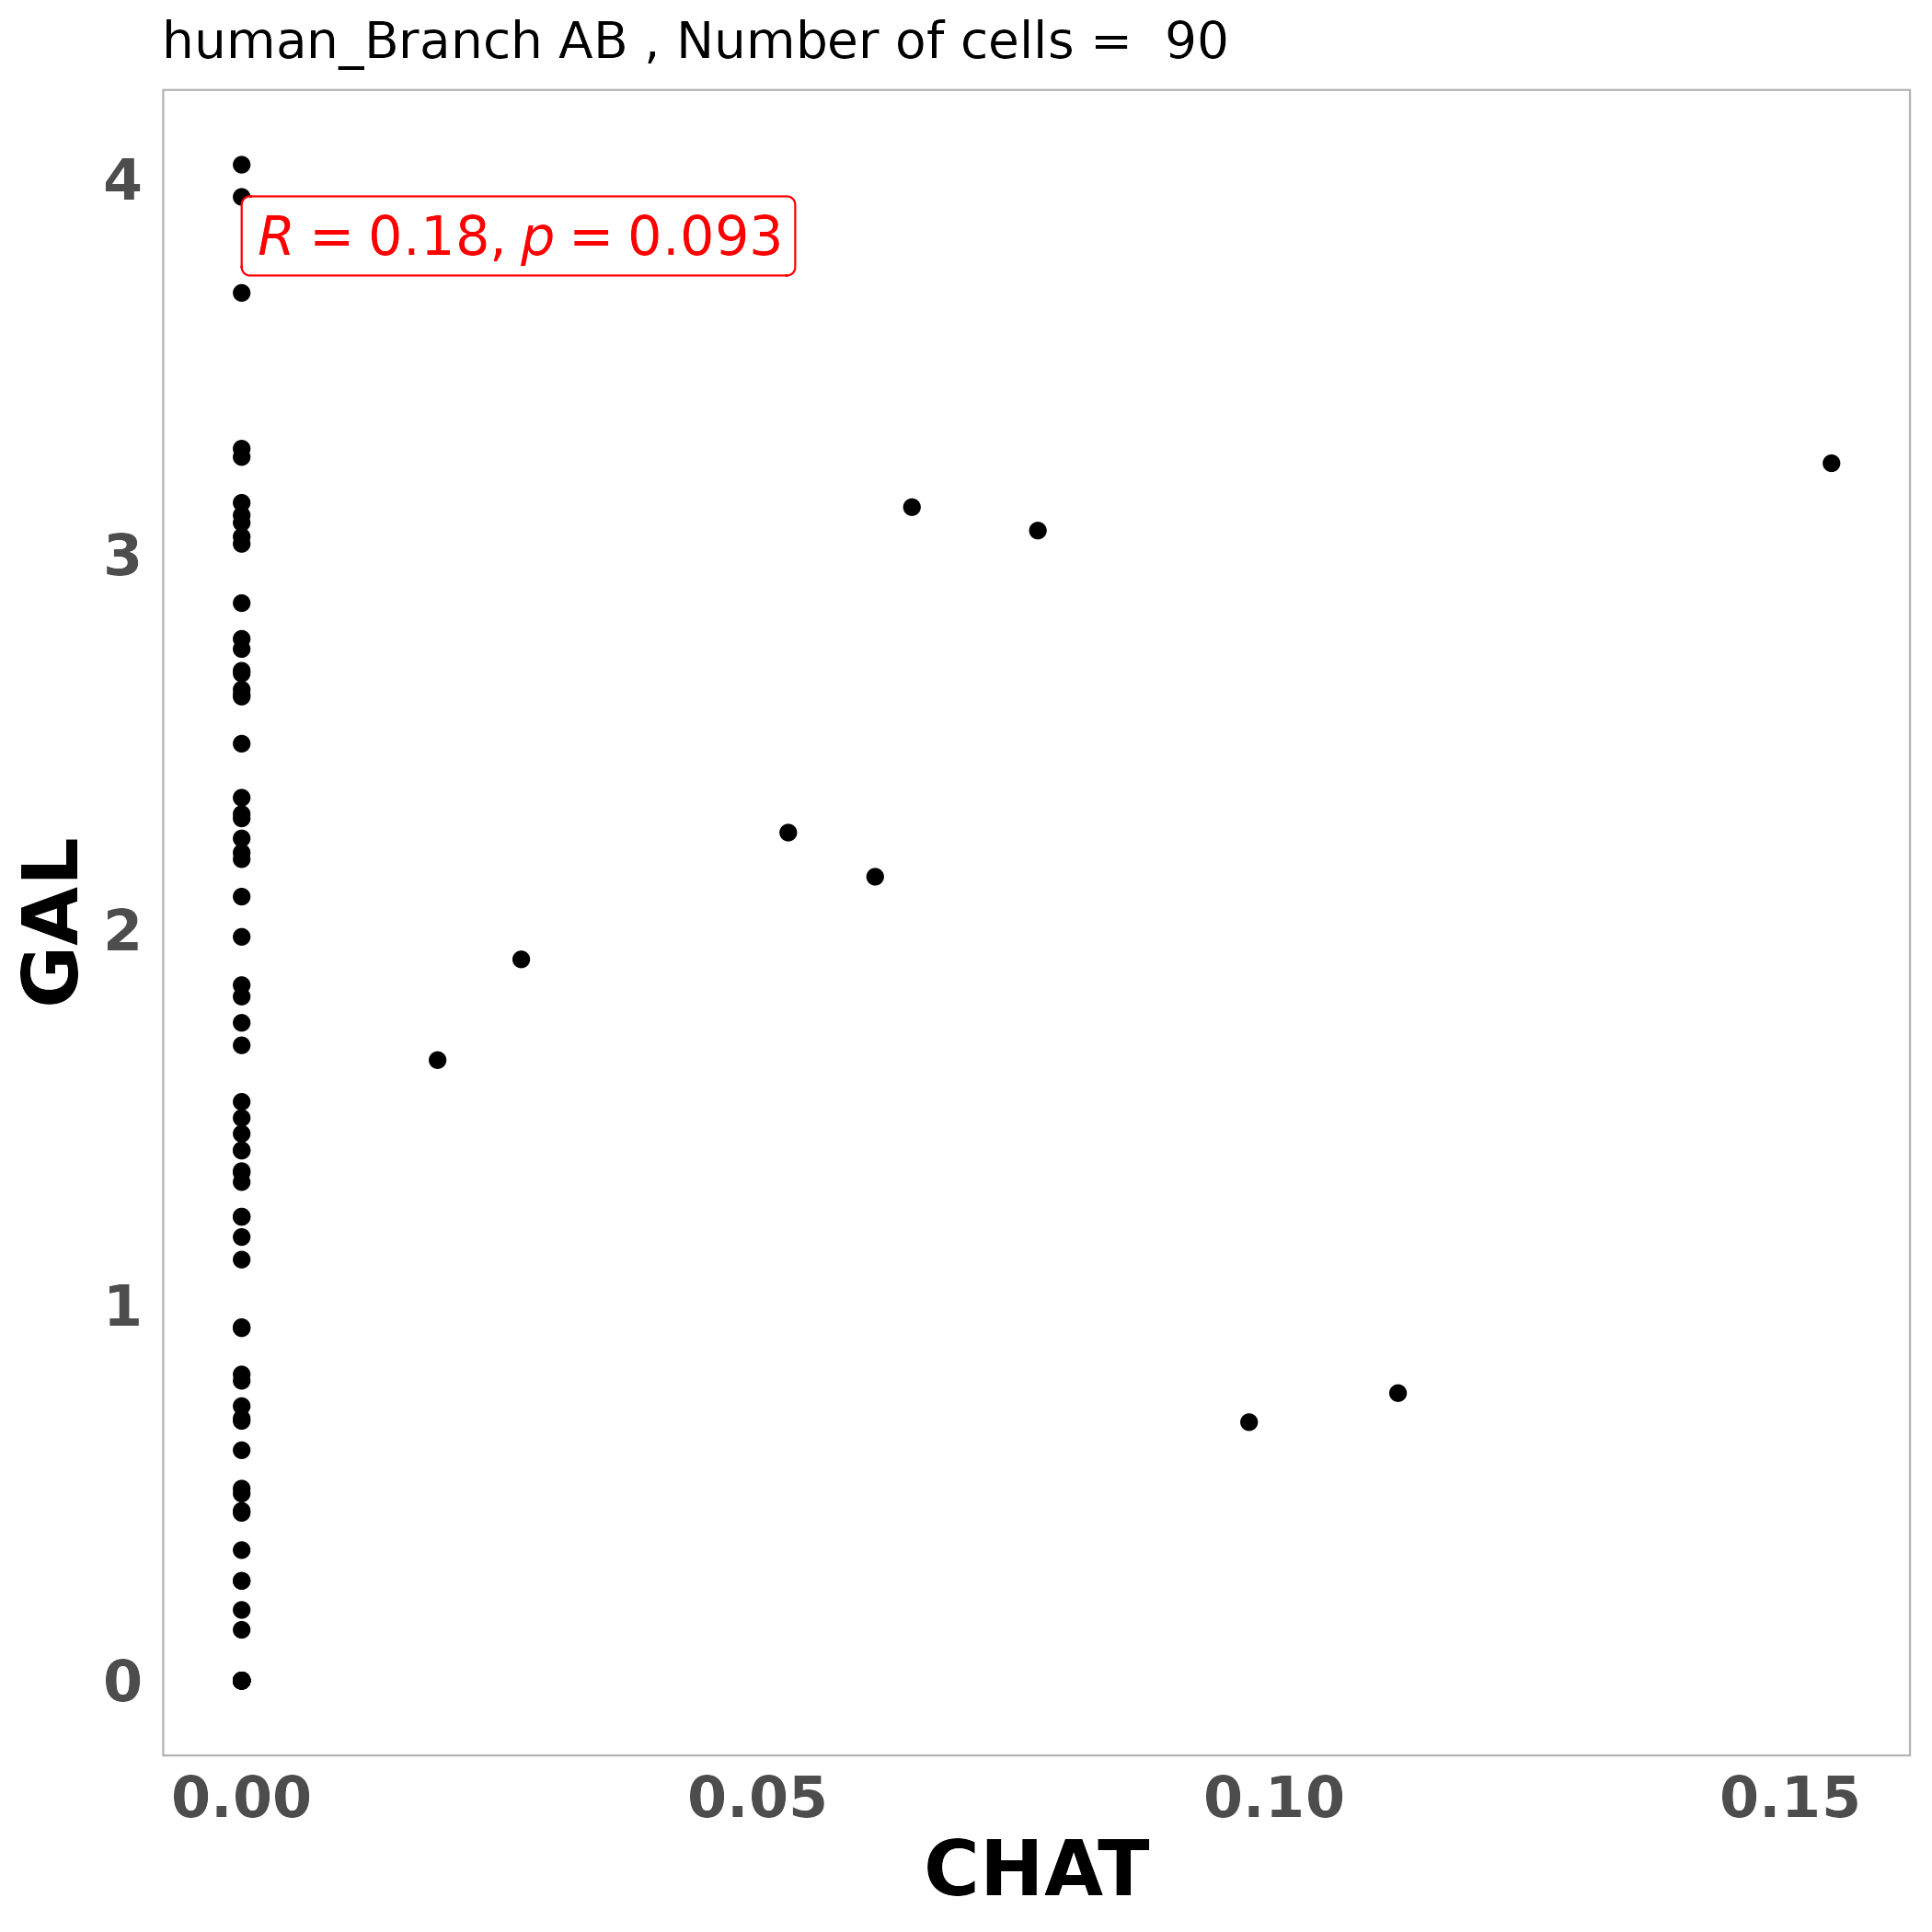 human_Branch AB , Number of cells =  90
R = 0.18, p = 0.093
4
3
2
1
0
GAL
0.00 0.05 0.10 0.15
CHAT